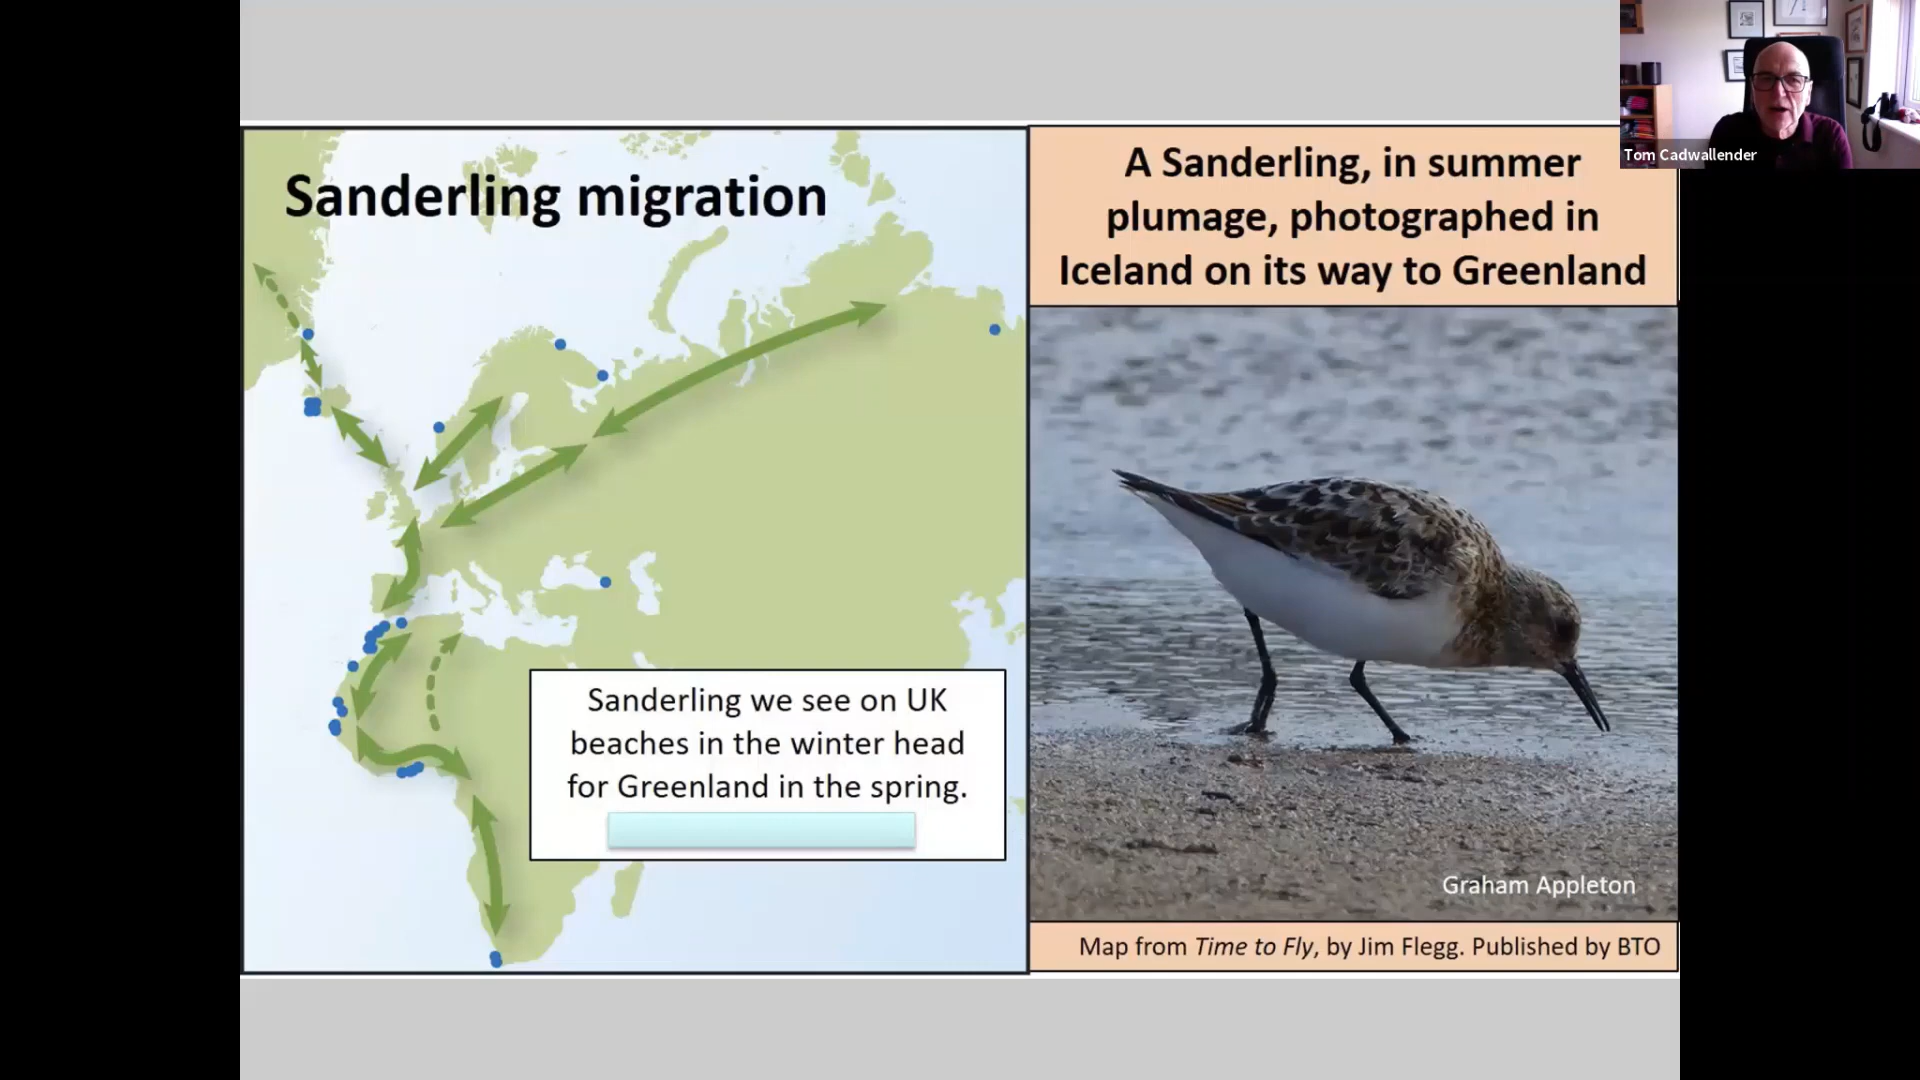 Sanderling migration
Sanderling we see on UK
beaches in the winter head
for Greenland in the spring.
A Sanderling, in summer
plumage, photographed in
Iceland on its way to Greenland
Graham Appleton
Map from Time to Fly, by Jim Flegg. Published by BTO
Tom Cadwallender